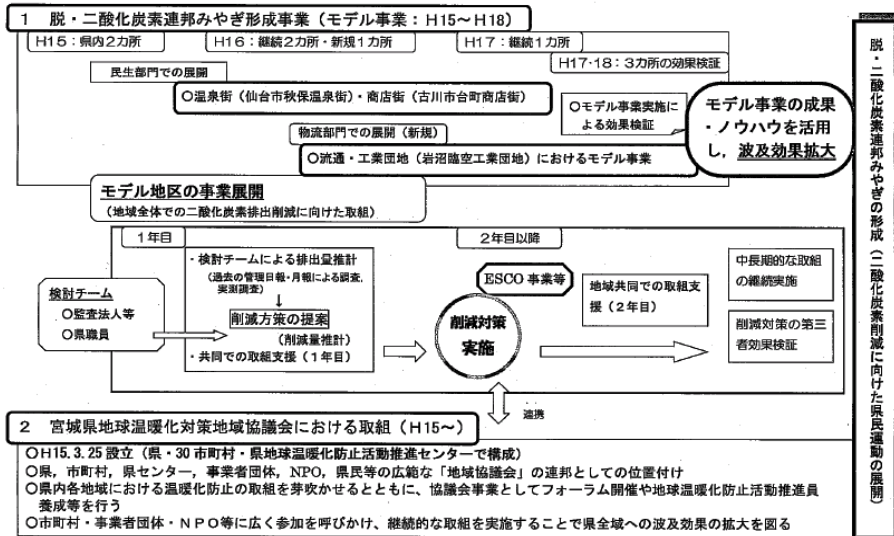 1 脱・二酸化炭素連邦みやぎ形成事業(モデル事業:H15~H18)
H15:県内2カ所
H16:継続2カ所・新規1カ所
H17:継続1カ所
H17・18:3カ所の効果検証
民生部門での展開
○温泉街(仙台市秋保温泉街)・商店街(古川市台町商店街)
○モデル事業実施に
よる効果検証
モデル事業の成果
・ノウハウを活用
し,波及効果拡大
物流部門での展開(新規)
○流通・工業団地(岩沼臨空工業団地)におけるモデル事業
モデル地区の事業展開
(地域全体での二酸化炭素排出削減に向けた取組)
1年目
2年目以降
検討チーム
○監査法人等
○県職員
・検討チームによる排出量推計
(過去の管理日報・月報による調査,
実測調査)
↓
削減方策の提案
(削減量推計)
・共同での取組支援(1年目)
ESCO事業等
削減対策
実施
地域共同での取組支
援(2年目)
中長期的な取組
の継続実施
削減対策の第三
者効果検証
連携
2 宮城県地球温暖化対策地域協議会における取組(H15~)
○H15.3.25設立(県・30市町村・県地球温暖化防止活動推進センターで構成)
○県,市町村,県センター,事業者団体,NPO,県民等の広範な「地域協議会」の連邦としての位置付け
○県内各地域における温暖化防止の取組を芽吹かせるとともに、協議会事業としてフォーラム開催や地球温暖化防止活動推進員
養成等を行う
○市町村・事業者団体・NPO等に広く参加を呼びかけ、継続的な取組を実施することで県全域への波及効果の拡大を図る
脱・二酸化炭素連邦みやぎの形成(二酸化炭素削減に向けた県民運動の展開)